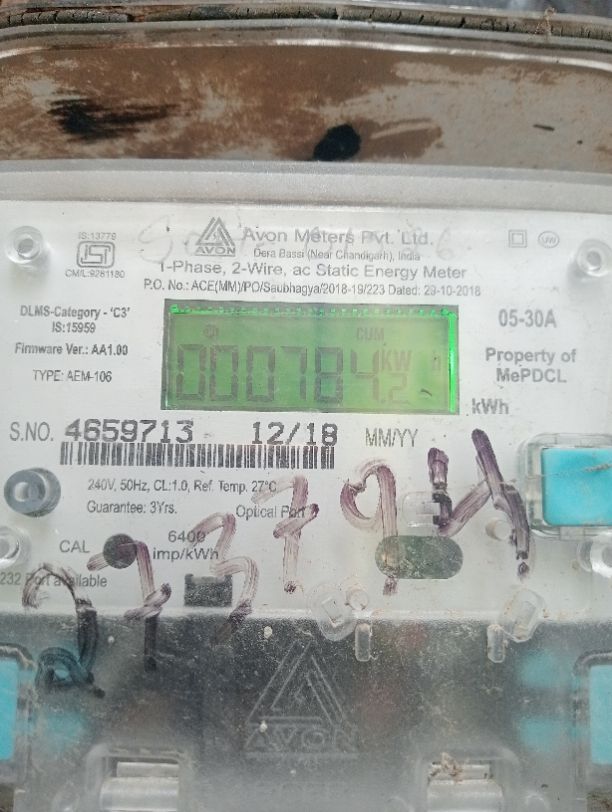 IS:13779
CM/L:9281180
AVON
Avon Meters Pvt. Ltd.
Dera Bassi (Near Chandigarh), India
1-Phase, 2-Wire, ac Static Energy Meter
P.O. No.: ACE(MM)/PO/Saubhagya/2018-19/223 Dated: 29-10-2018
DLMS-Category - 'C3'
IS:15959
Firmware Ver.: AA1.00
TYPE: AEM-106
CUM
000784.2 kWh
05-30A
Property of
MePDCL
kWh
S.NO. 4659713 12/18 MM/YY
240V, 50Hz, CL:1.0, Ref. Temp. 27°C
Guarantee: 3Yrs. Optical Port
CAL 6400
imp/kWh
232 Port available
AVON